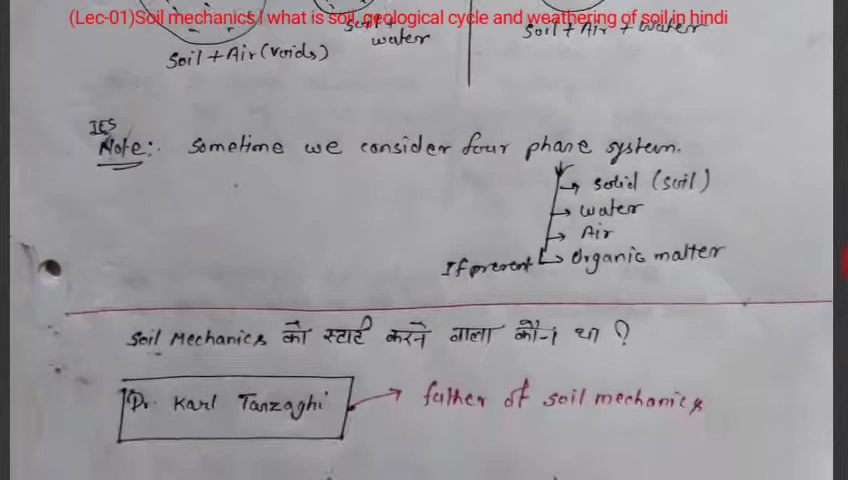 (Lec-01)Soil mechanics | what is soil, geological cycle and weathering of soil in hindi
Soil + Air (voids)
Soil +
water
Soil + Air + water
IES
Note:. Sometime we consider four phase system.
→ solid (soil)
→ water
→ Air
If present → Organic matter
Soil Mechanics को स्टार्ट करने वाला कौन था ?
Dr. Karl Tanzaghi → father of soil mechanics